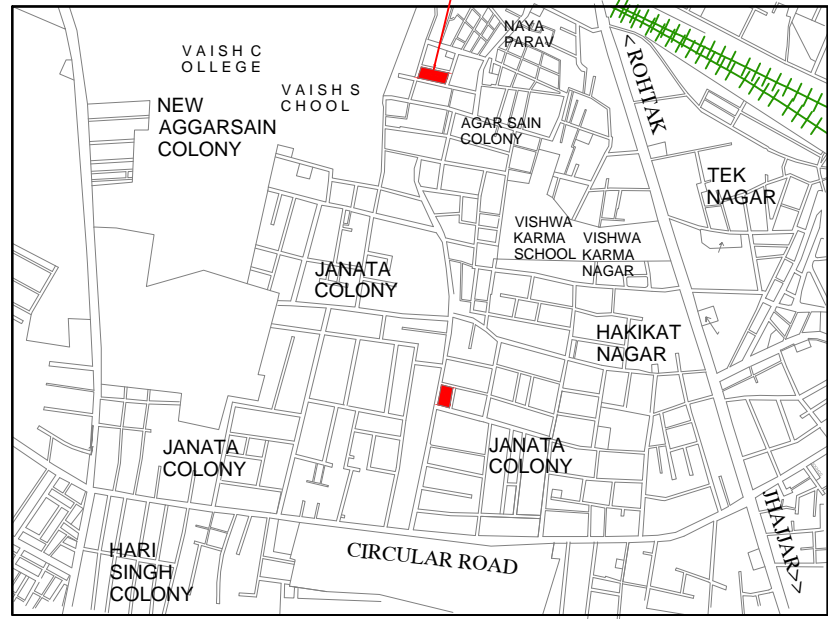 NAYA
PARAV
VAISH C
OLLEGE
<ROHTAK
VAISH S
CHOOL
NEW
AGGARSAIN
COLONY
AGAR SAIN
COLONY
TEK
NAGAR
VISHWA
KARMA
SCHOOL
VISHWA
KARMA
NAGAR
JANATA
COLONY
HAKIKAT
NAGAR
JANATA
COLONY
JANATA
COLONY
JHAJJAR>>
HARI
SINGH
COLONY
CIRCULAR ROAD